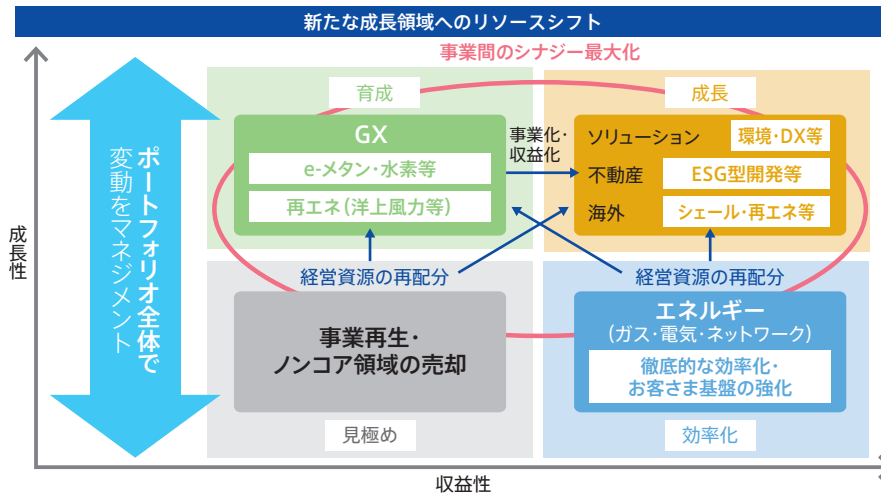 新たな成長領域へのリソースシフト
事業間のシナジー最大化
育成
成長
GX
e-メタン・水素等
再エネ(洋上風力等)
事業化・
収益化
ソリューション
環境・DX等
不動産
ESG型開発等
海外
シェール・再エネ等
ポートフォリオ全体で
変動をマネジメント
成長性
経営資源の再配分
経営資源の再配分
事業再生・
ノンコア領域の売却
エネルギー
(ガス・電気・ネットワーク)
徹底的な効率化・
お客さま基盤の強化
見極め
効率化
収益性